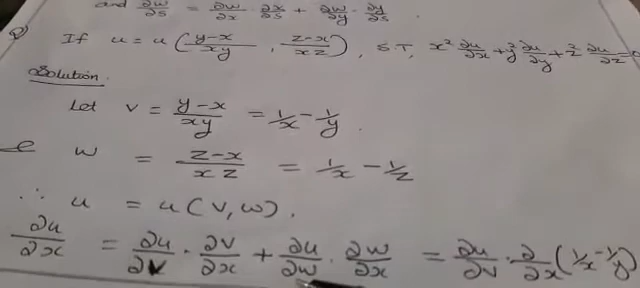 and ∂w/∂s = ∂w/∂x · ∂x/∂s + ∂w/∂y · ∂y/∂s
Q If u = u ( y-x/xy , z-x/xz ), S.T, x² ∂u/∂x + y² ∂u/∂y + z² ∂u/∂z
Solution.
Let v = y-x/xy = 1/x - 1/y.
w = z-x/xz = 1/x - 1/z
∴ u = u(v,w).
∂u/∂x = ∂u/∂v · ∂v/∂x + ∂u/∂w · ∂w/∂x = ∂u/∂v · ∂/∂x (1/x - 1/y)